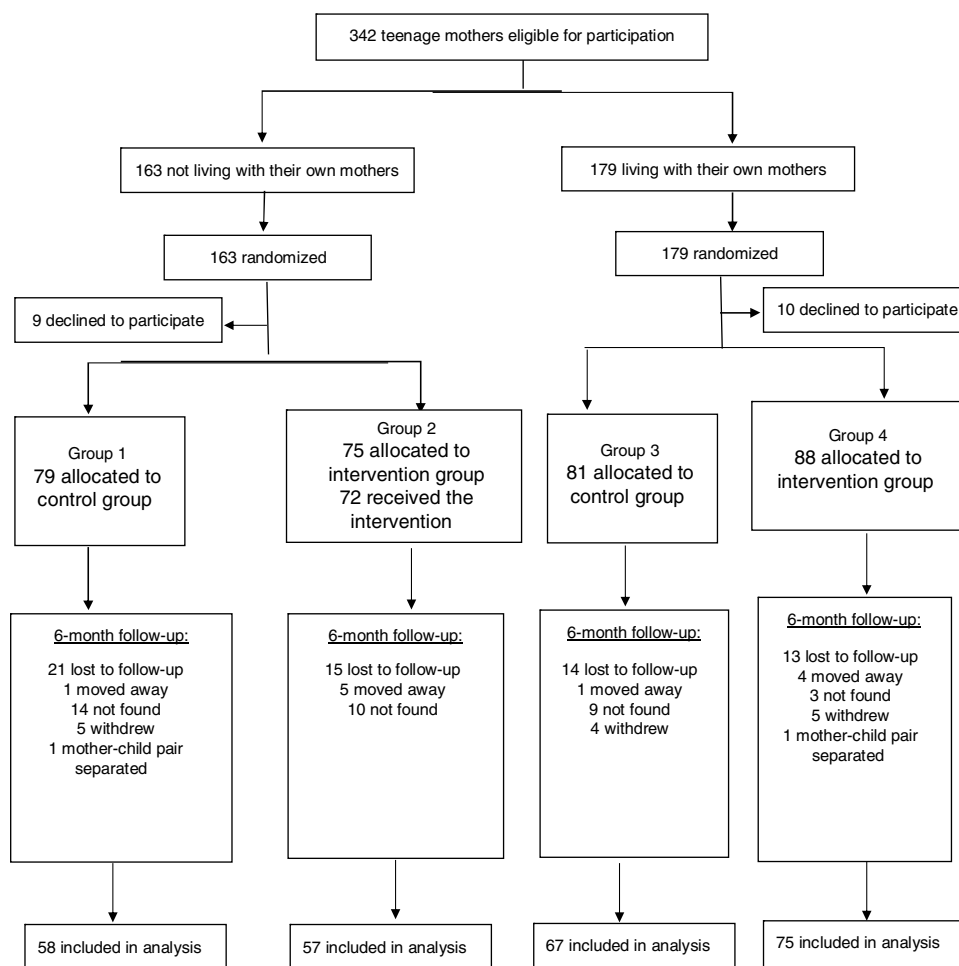 342 teenage mothers eligible for participation
163 not living with their own mothers
179 living with their own mothers
163 randomized
179 randomized
9 declined to participate
10 declined to participate
Group 1
79 allocated to
control group
Group 2
75 allocated to
intervention group
72 received the
intervention
Group 3
81 allocated to
control group
Group 4
88 allocated to
intervention group
6-month follow-up:
21 lost to follow-up
1 moved away
14 not found
5 withdrew
1 mother-child pair
separated
6-month follow-up:
15 lost to follow-up
5 moved away
10 not found
6-month follow-up:
14 lost to follow-up
1 moved away
9 not found
4 withdrew
6-month follow-up:
13 lost to follow-up
4 moved away
3 not found
5 withdrew
1 mother-child pair
separated
58 included in analysis
57 included in analysis
67 included in analysis
75 included in analysis